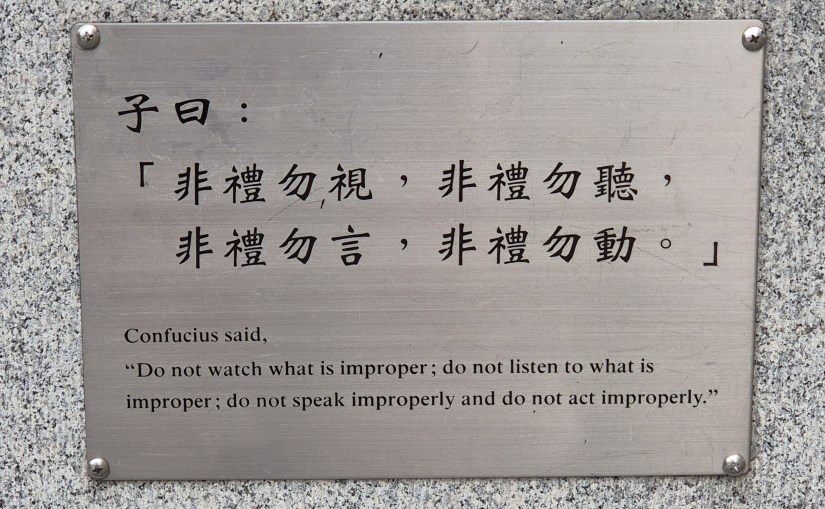 子曰：
「非禮勿視，非禮勿聽，
非禮勿言，非禮勿動。」
Confucius said,
“Do not watch what is improper; do not listen to what is
improper; do not speak improperly and do not act improperly.”